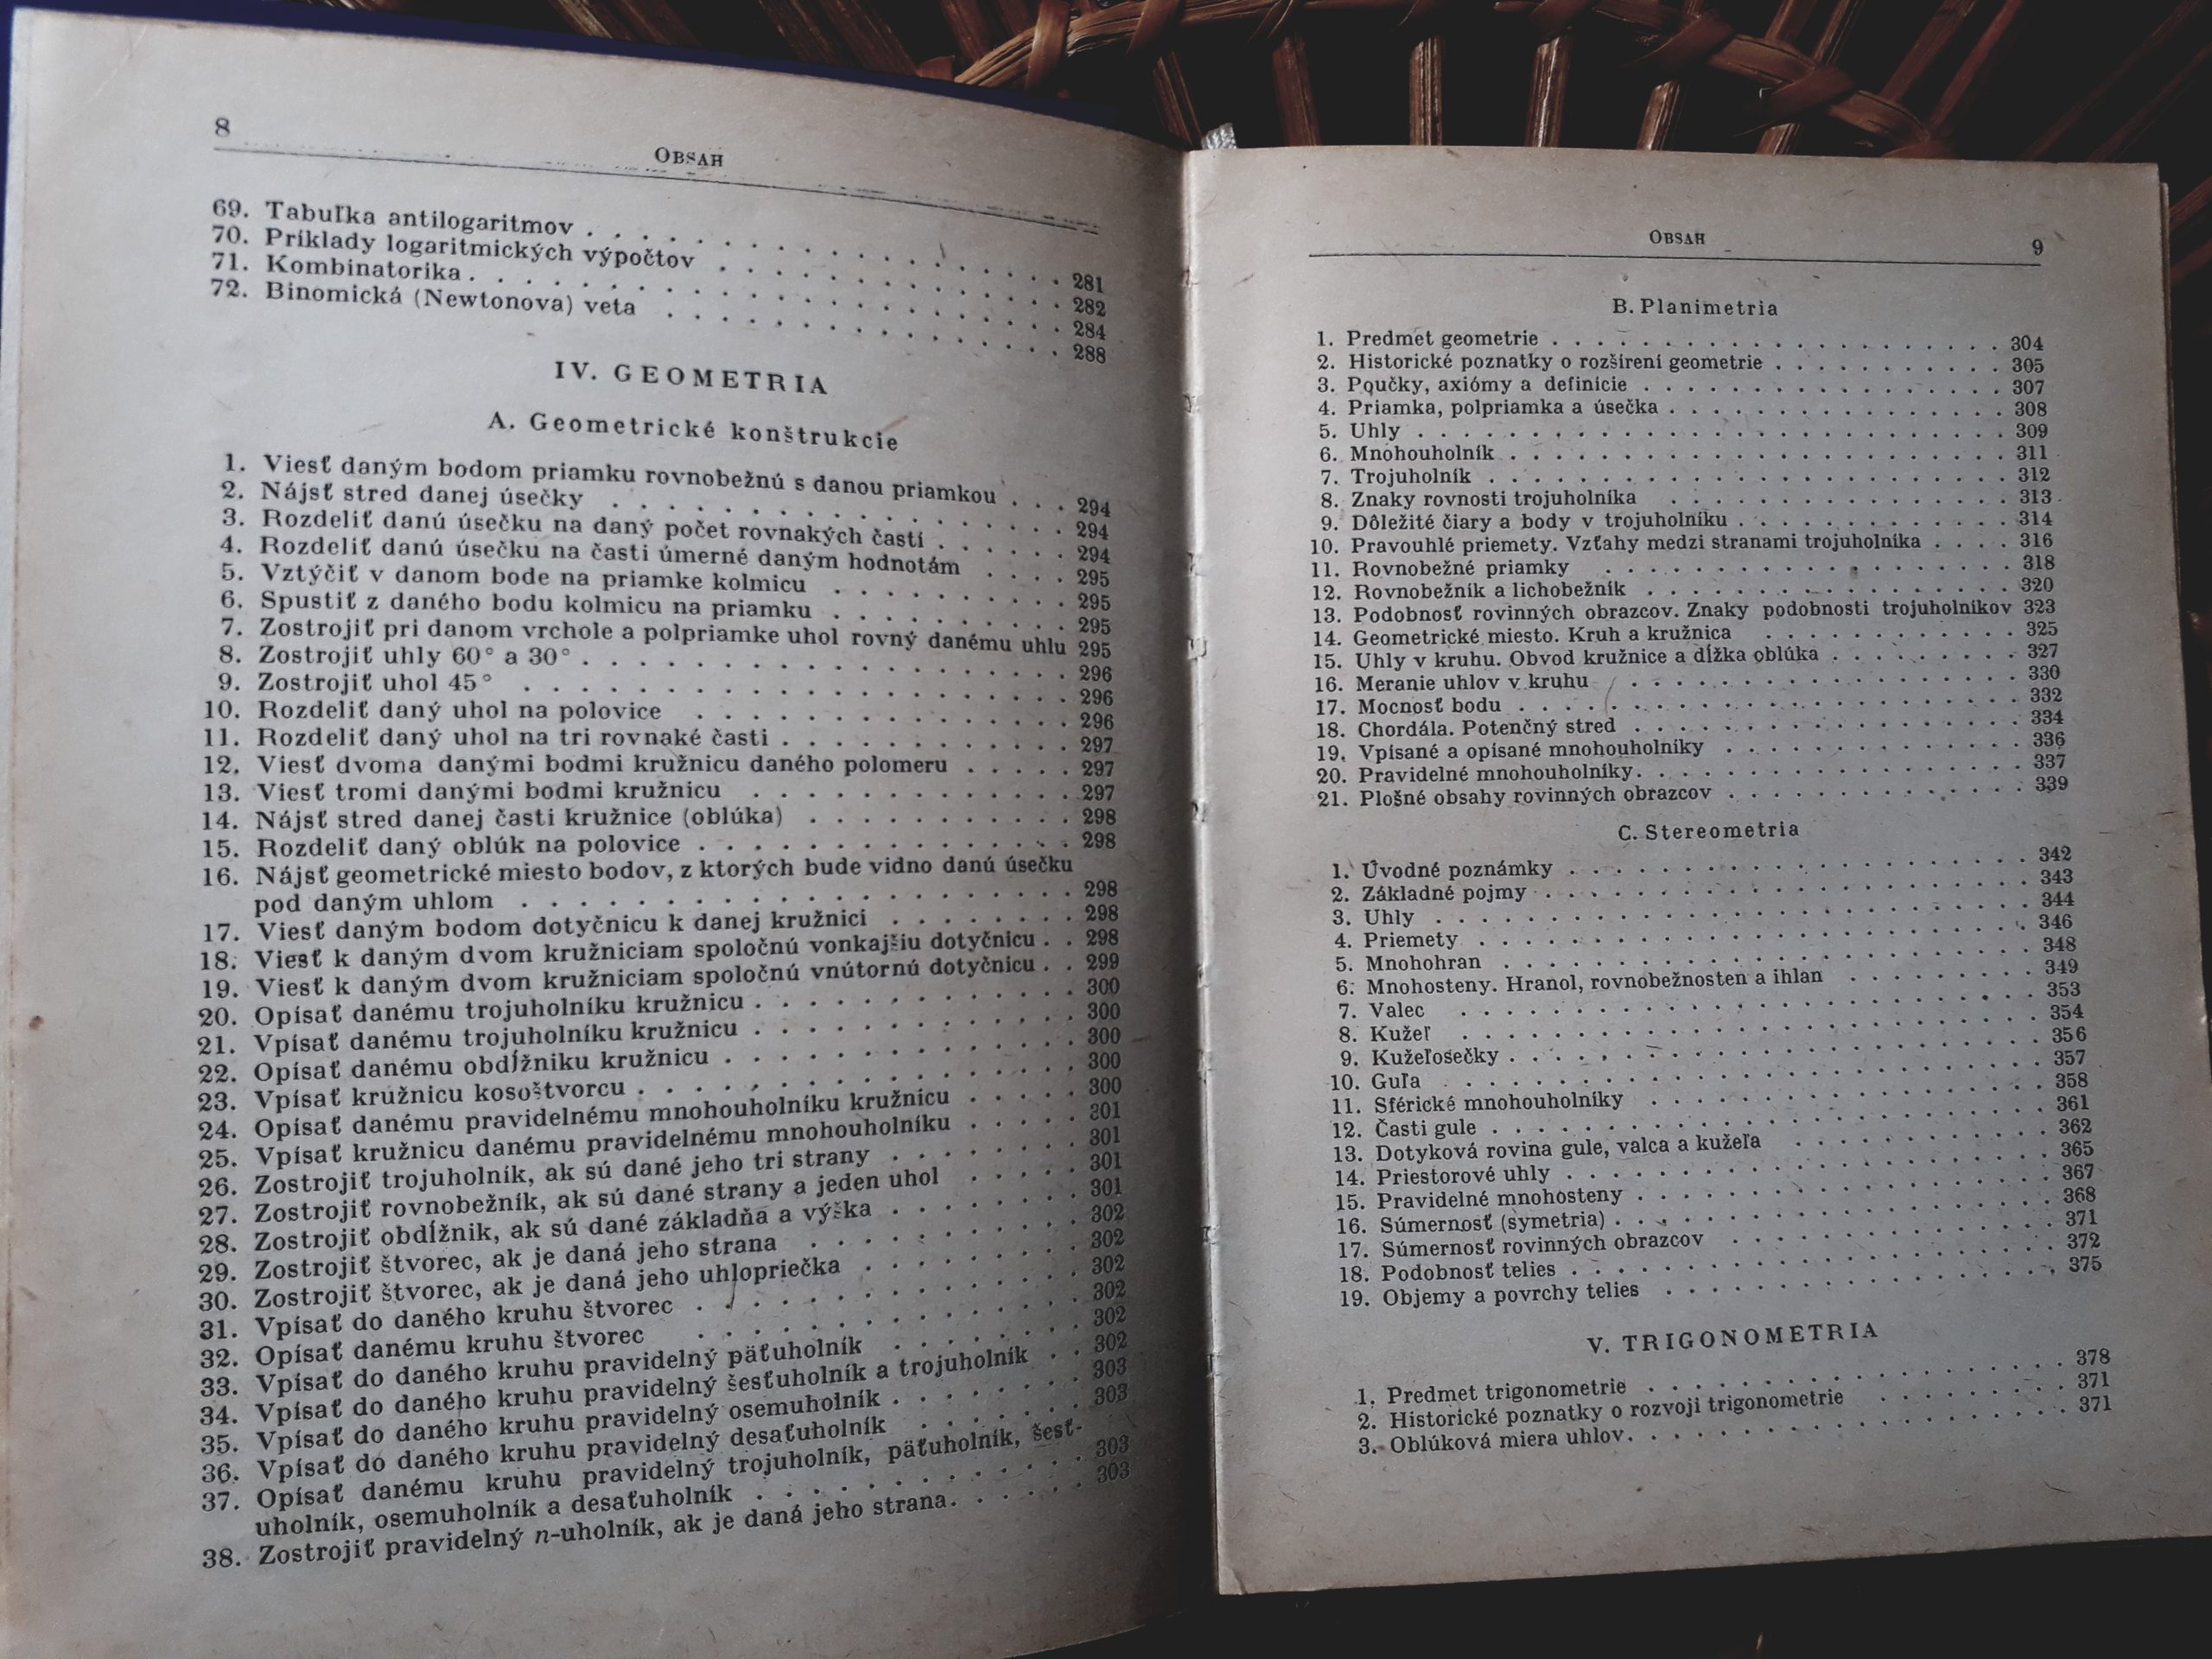 8
OBSAH
69. Tabuľka antilogaritmov . . . . . . . . . . . . . . . . . . 281
70. Príklady logaritmických výpočtov . . . . . . . . . . . . . 282
71. Kombinatorika . . . . . . . . . . . . . . . . . . . . . . 284
72. Binomická (Newtonova) veta . . . . . . . . . . . . . . . 288
IV. GEOMETRIA
A. Geometrické konštrukcie
1. Viesť daným bodom priamku rovnobežnú s danou priamkou . . . 294
2. Nájsť stred danej úsečky . . . . . . . . . . . . . . . . . 294
3. Rozdeliť danú úsečku na daný počet rovnakých častí . . . . . 294
4. Rozdeliť danú úsečku na časti úmerné daným hodnotám . . . . 295
5. Vztýčiť v danom bode na priamke kolmicu . . . . . . . . . 295
6. Spustiť z daného bodu kolmicu na priamku . . . . . . . . . 295
7. Zostrojiť pri danom vrchole a polpriamke uhol rovný danému uhlu 295
8. Zostrojiť uhly 60° a 30° . . . . . . . . . . . . . . . . . 296
9. Zostrojiť uhol 45° . . . . . . . . . . . . . . . . . . . . 296
10. Rozdeliť daný uhol na polovice . . . . . . . . . . . . . . 296
11. Rozdeliť daný uhol na tri rovnaké časti . . . . . . . . . . . 297
12. Viesť dvoma danými bodmi kružnicu daného polomeru . . . . . 297
13. Viesť tromi danými bodmi kružnicu . . . . . . . . . . . . 297
14. Nájsť stred danej časti kružnice (oblúka) . . . . . . . . . . 298
15. Rozdeliť daný oblúk na polovice . . . . . . . . . . . . . . 298
16. Nájsť geometrické miesto bodov, z ktorých bude vidno danú úsečku
pod daným uhlom . . . . . . . . . . . . . . . . . . . . 298
17. Viesť daným bodom dotyčnicu k danej kružnici . . . . . . . 298
18. Viesť k daným dvom kružniciam spoločnú vonkajšiu dotyčnicu . . 298
19. Viesť k daným dvom kružniciam spoločnú vnútornú dotyčnicu . . 299
20. Opísať danému trojuholníku kružnicu . . . . . . . . . . . . 300
21. Vpísať danému trojuholníku kružnicu . . . . . . . . . . . . 300
22. Opísať danému obdĺžniku kružnicu . . . . . . . . . . . . . 300
23. Vpísať kružnicu kosoštvorcu . . . . . . . . . . . . . . . . 300
24. Opísať danému pravidelnému mnohouholníku kružnicu . . . . . 300
25. Vpísať kružnicu danému pravidelnému mnohouholníku . . . . . 301
26. Zostrojiť trojuholník, ak sú dané jeho tri strany . . . . . . . 301
27. Zostrojiť rovnobežník, ak sú dané strany a jeden uhol . . . . . 301
28. Zostrojiť obdĺžnik, ak sú dané základňa a výška . . . . . . . 301
29. Zostrojiť štvorec, ak je daná jeho strana . . . . . . . . . . 302
30. Zostrojiť štvorec, ak je daná jeho uhlopriečka . . . . . . . . 302
31. Vpísať do daného kruhu štvorec . . . . . . . . . . . . . . 302
32. Opísať danému kruhu štvorec . . . . . . . . . . . . . . . 302
33. Vpísať do daného kruhu pravidelný päťuholník . . . . . . . 302
34. Vpísať do daného kruhu pravidelný šesťuholník a trojuholník . . 302
35. Vpísať do daného kruhu pravidelný osemuholník . . . . . . . 303
36. Vpísať do daného kruhu pravidelný desaťuholník . . . . . . 303
37. Opísať danému kruhu pravidelný trojuholník, päťuholník, šesť-
uholník, osemuholník a desaťuholník . . . . . . . . . . . . 303
38. Zostrojiť pravidelný n-uholník, ak je daná jeho strana . . . . . 303
OBSAH
9
B. Planimetria
1. Predmet geometrie . . . . . . . . . . . . . . . . . . . 304
2. Historické poznatky o rozšírení geometrie . . . . . . . . . . 305
3. Poučky, axiómy a definície . . . . . . . . . . . . . . . . 307
4. Priamka, polpriamka a úsečka . . . . . . . . . . . . . . . 308
5. Uhly . . . . . . . . . . . . . . . . . . . . . . . . . 309
6. Mnohouholník . . . . . . . . . . . . . . . . . . . . . 311
7. Trojuholník . . . . . . . . . . . . . . . . . . . . . . 312
8. Znaky rovnosti trojuholníka . . . . . . . . . . . . . . . 313
9. Dôležité čiary a body v trojuholníku . . . . . . . . . . . . 314
10. Pravouhlé priemety. Vzťahy medzi stranami trojuholníka . . . . 316
11. Rovnobežné priamky . . . . . . . . . . . . . . . . . . 318
12. Rovnobežník a lichobežník . . . . . . . . . . . . . . . . 320
13. Podobnosť rovinných obrazcov. Znaky podobnosti trojuholníkov 323
14. Geometrické miesto. Kruh a kružnica . . . . . . . . . . . 325
15. Uhly v kruhu. Obvod kružnice a dĺžka oblúka . . . . . . . . 327
16. Meranie uhlov v kruhu . . . . . . . . . . . . . . . . . 330
17. Mocnosť bodu . . . . . . . . . . . . . . . . . . . . . 332
18. Chordála. Potenčný stred . . . . . . . . . . . . . . . . 334
19. Vpísané a opísané mnohouholníky . . . . . . . . . . . . . 336
20. Pravidelné mnohouholníky . . . . . . . . . . . . . . . . 337
21. Plošné obsahy rovinných obrazcov . . . . . . . . . . . . . 339
C. Stereometria
1. Úvodné poznámky . . . . . . . . . . . . . . . . . . . 342
2. Základné pojmy . . . . . . . . . . . . . . . . . . . . 343
3. Uhly . . . . . . . . . . . . . . . . . . . . . . . . . 344
4. Priemety . . . . . . . . . . . . . . . . . . . . . . . 346
5. Mnohohran . . . . . . . . . . . . . . . . . . . . . . 348
6. Mnohosteny. Hranol, rovnobežnosten a ihlan . . . . . . . . . 349
7. Valec . . . . . . . . . . . . . . . . . . . . . . . . 353
8. Kužeľ . . . . . . . . . . . . . . . . . . . . . . . . 354
9. Kužeľosečky . . . . . . . . . . . . . . . . . . . . . . 356
10. Guľa . . . . . . . . . . . . . . . . . . . . . . . . . 357
11. Sférické mnohouholníky . . . . . . . . . . . . . . . . . 358
12. Časti gule . . . . . . . . . . . . . . . . . . . . . . . 361
13. Dotyková rovina gule, valca a kužeľa . . . . . . . . . . . 362
14. Priestorové uhly . . . . . . . . . . . . . . . . . . . . 365
15. Pravidelné mnohosteny . . . . . . . . . . . . . . . . . . 367
16. Súmernosť (symetria) . . . . . . . . . . . . . . . . . . 368
17. Súmernosť rovinných obrazcov . . . . . . . . . . . . . . 371
18. Podobnosť telies . . . . . . . . . . . . . . . . . . . . 372
19. Objemy a povrchy telies . . . . . . . . . . . . . . . . . 375
V. TRIGONOMETRIA
1. Predmet trigonometrie . . . . . . . . . . . . . . . . . . 378
2. Historické poznatky o rozvoji trigonometrie . . . . . . . . . 371
3. Oblúková miera uhlov . . . . . . . . . . . . . . . . . . 371